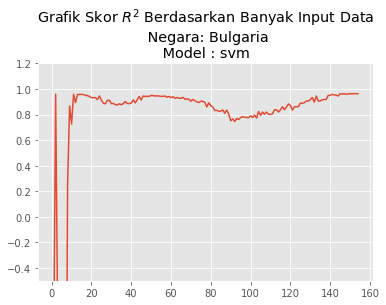 Grafik Skor R² Berdasarkan Banyak Input Data
Negara: Bulgaria
Model : svm
1.2
1.0
0.8
0.6
0.4
0.2
0.0
−0.2
−0.4
0 20 40 60 80 100 120 140 160